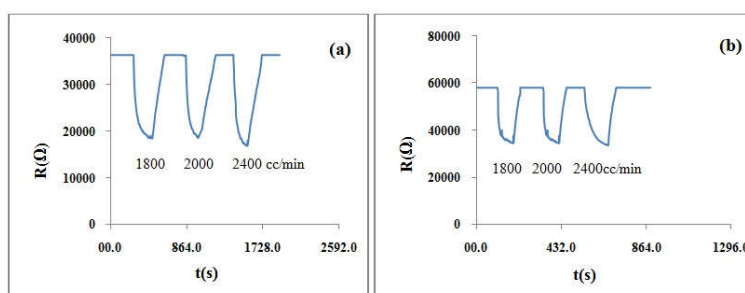 (a)
40000
30000
20000
10000
0
R(Ω)
1800 2000 2400 cc/min
00.0 864.0 1728.0 2592.0
t(s)
(b)
80000
60000
40000
20000
0
R(Ω)
1800 2000 2400cc/min
00.0 432.0 864.0 1296.0
t(s)